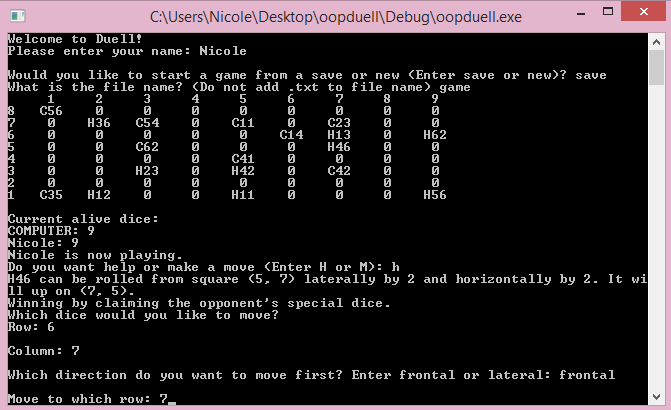 C:\Users\Nicole\Desktop\oopduell\Debug\oopduell.exe
Welcome to Duell!
Please enter your name: Nicole
Would you like to start a game from a save or new (Enter save or new)? save
What is the file name? (Do not add .txt to file name) game
1 2 3 4 5 6 7 8 9
8 C56 0 0 0 0 0 0 0 0
7 0 H36 C54 0 C11 0 C23 0 0
6 0 0 0 0 0 C14 H13 0 H62
5 0 0 C62 0 0 0 H46 0 0
4 0 0 0 0 C41 0 0 0 0
3 0 0 H23 0 H42 0 C42 0 0
2 0 0 0 0 0 0 0 0 0
1 C35 H12 0 0 H11 0 0 0 H56
Current alive dice:
COMPUTER: 9
Nicole: 9
Nicole is now playing.
Do you want help or make a move (Enter H or M): h
H46 can be rolled from square (5, 7) laterally by 2 and horizontally by 2. It wi
ll up on (7, 5).
Winning by claiming the opponent's special dice.
Which dice would you like to move?
Row: 6
Column: 7
Which direction do you want to move first? Enter frontal or lateral: frontal
Move to which row: 7_